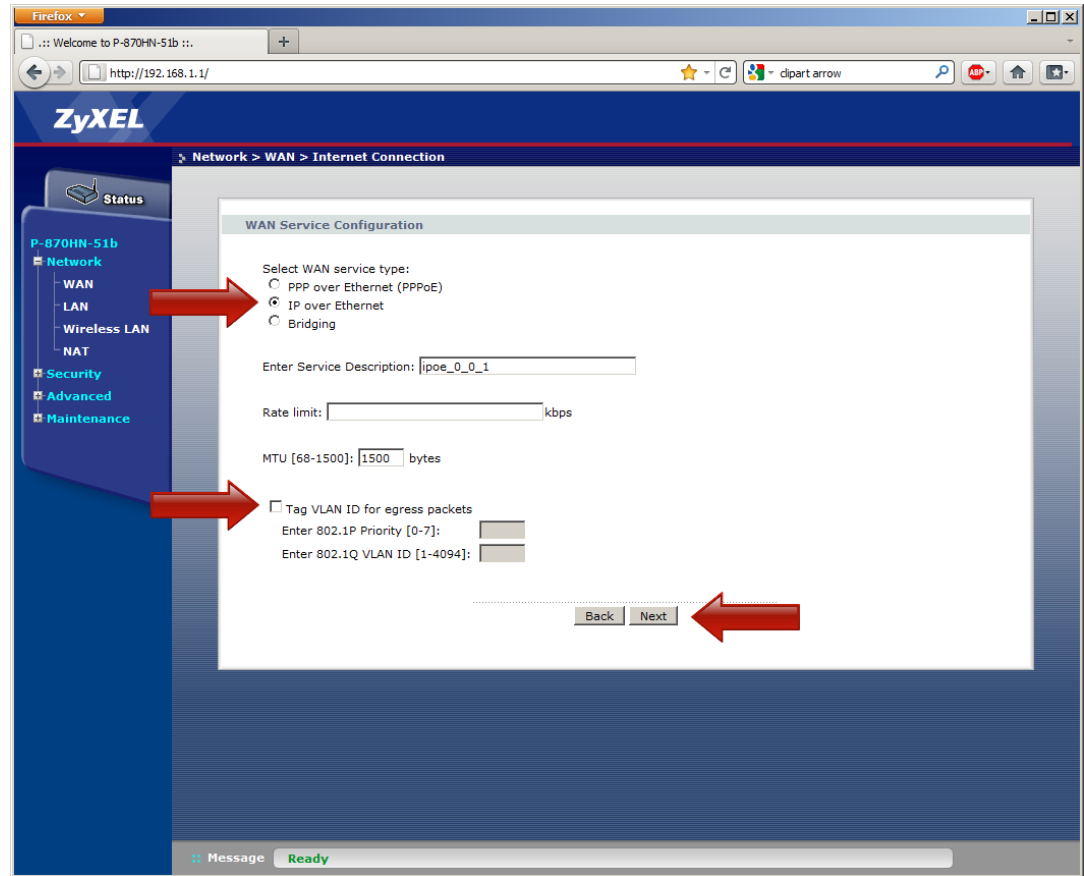 Firefox
.:: Welcome to P-870HN-51b ::.
http://192.168.1.1/
clipart arrow
ABP
ZyXEL
Network > WAN > Internet Connection
Status
P-870HN-51b
Network
WAN
LAN
Wireless LAN
NAT
Security
Advanced
Maintenance
WAN Service Configuration
Select WAN service type:
PPP over Ethernet (PPPoE)
IP over Ethernet
Bridging
Enter Service Description: ipoe_0_0_1
Rate limit: kbps
MTU [68-1500]: 1500 bytes
Tag VLAN ID for egress packets
Enter 802.1P Priority [0-7]:
Enter 802.1Q VLAN ID [1-4094]:
Back Next
Message Ready